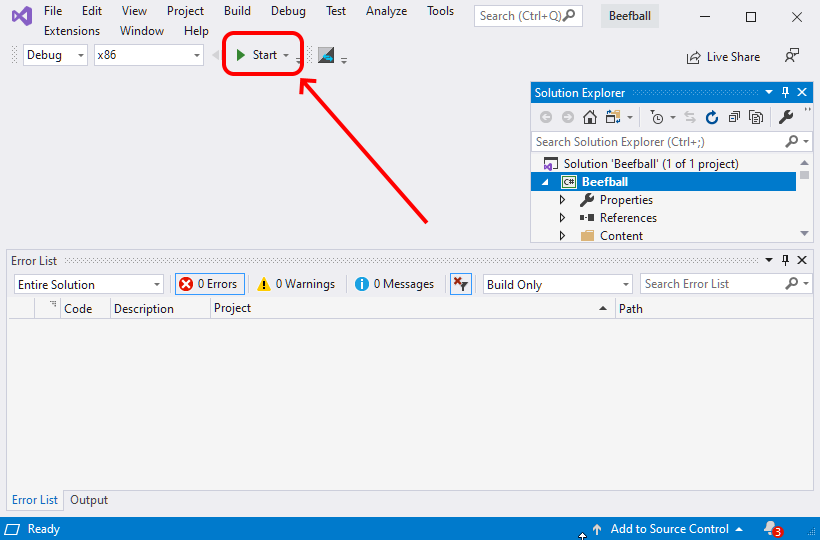 File Edit View Project Build Debug Test Analyze Tools Search (Ctrl+Q) Beefball
Extensions Window Help
Debug x86 Start Live Share
Solution Explorer
Search Solution Explorer (Ctrl+;)
Solution 'Beefball' (1 of 1 project)
C# Beefball
Properties
References
Content
Error List
Entire Solution 0 Errors 0 Warnings 0 Messages Build Only Search Error List
Code Description Project Path
Error List Output
Ready Add to Source Control 3